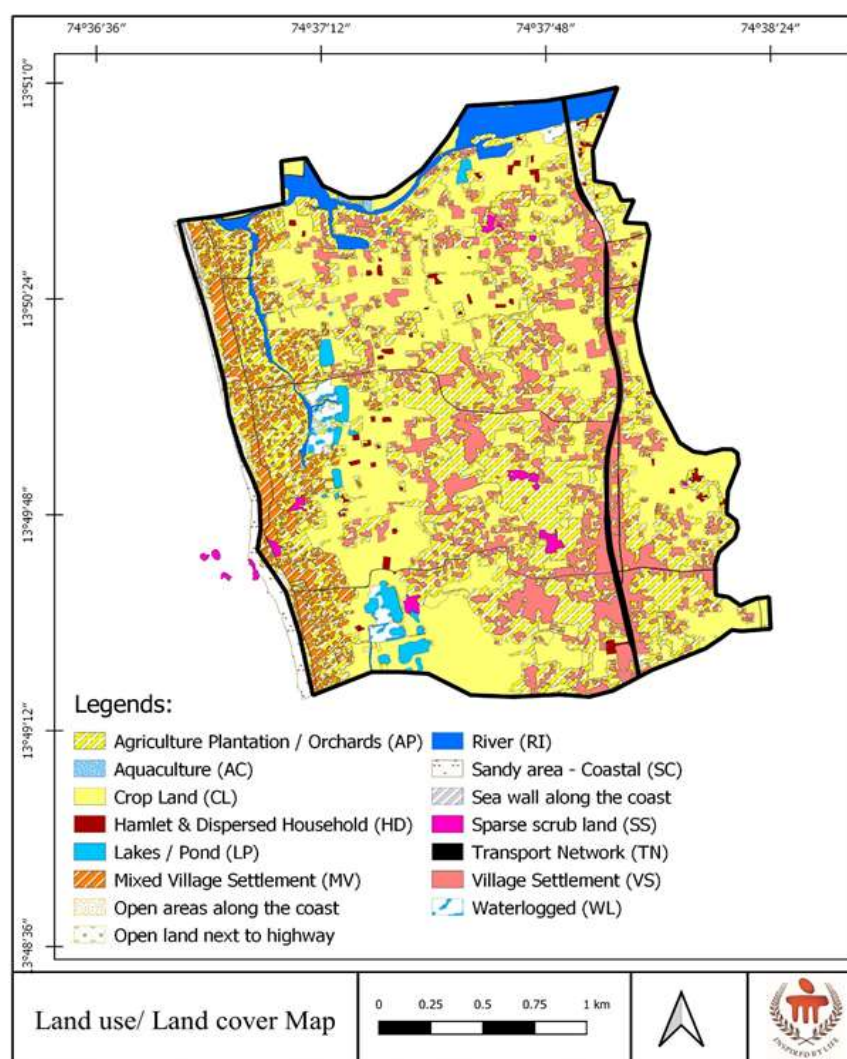 74°36'36" 74°37'12" 74°37'48" 74°38'24"
13°51'0"
13°50'24"
13°49'48"
13°49'12"
13°48'36"
Legends:
Agriculture Plantation / Orchards (AP)
Aquaculture (AC)
Crop Land (CL)
Hamlet & Dispersed Household (HD)
Lakes / Pond (LP)
Mixed Village Settlement (MV)
Open areas along the coast
Open land next to highway
River (RI)
Sandy area - Coastal (SC)
Sea wall along the coast
Sparse scrub land (SS)
Transport Network (TN)
Village Settlement (VS)
Waterlogged (WL)
Land use/ Land cover Map
0 0.25 0.5 0.75 1 km
INSPIRED BY LIFE